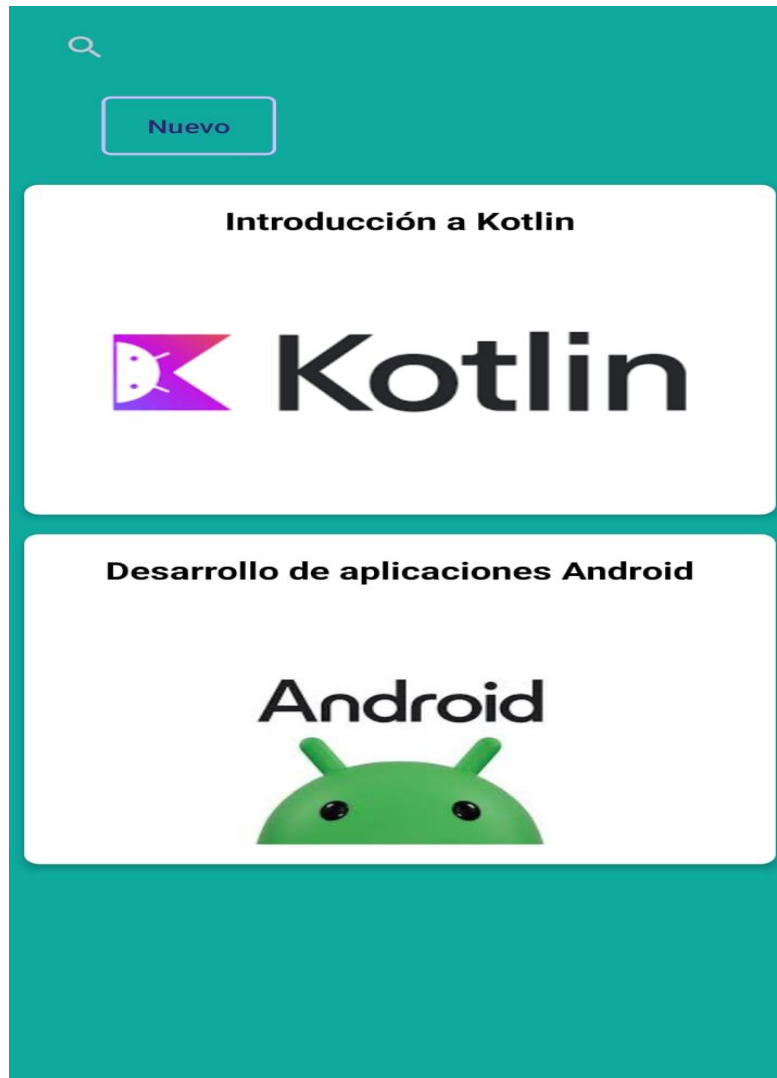 Nuevo
Introducción a Kotlin
Kotlin
Desarrollo de aplicaciones Android
Android